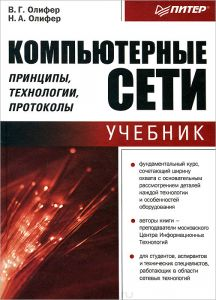 ПИТЕР
В. Г. Олифер
Н. А. Олифер
КОМПЬЮТЕРНЫЕ
СЕТИ
ПРИНЦИПЫ,
ТЕХНОЛОГИИ,
ПРОТОКОЛЫ
УЧЕБНИК
фундаментальный курс,
сочетающий ширину
охвата с основательным
рассмотрением деталей
каждой технологии
и особенностей
оборудования
авторы книги –
преподаватели московского
Центра Информационных
Технологий
для студентов, аспирантов
и технических специалистов,
работающих в области
сетевых технологий